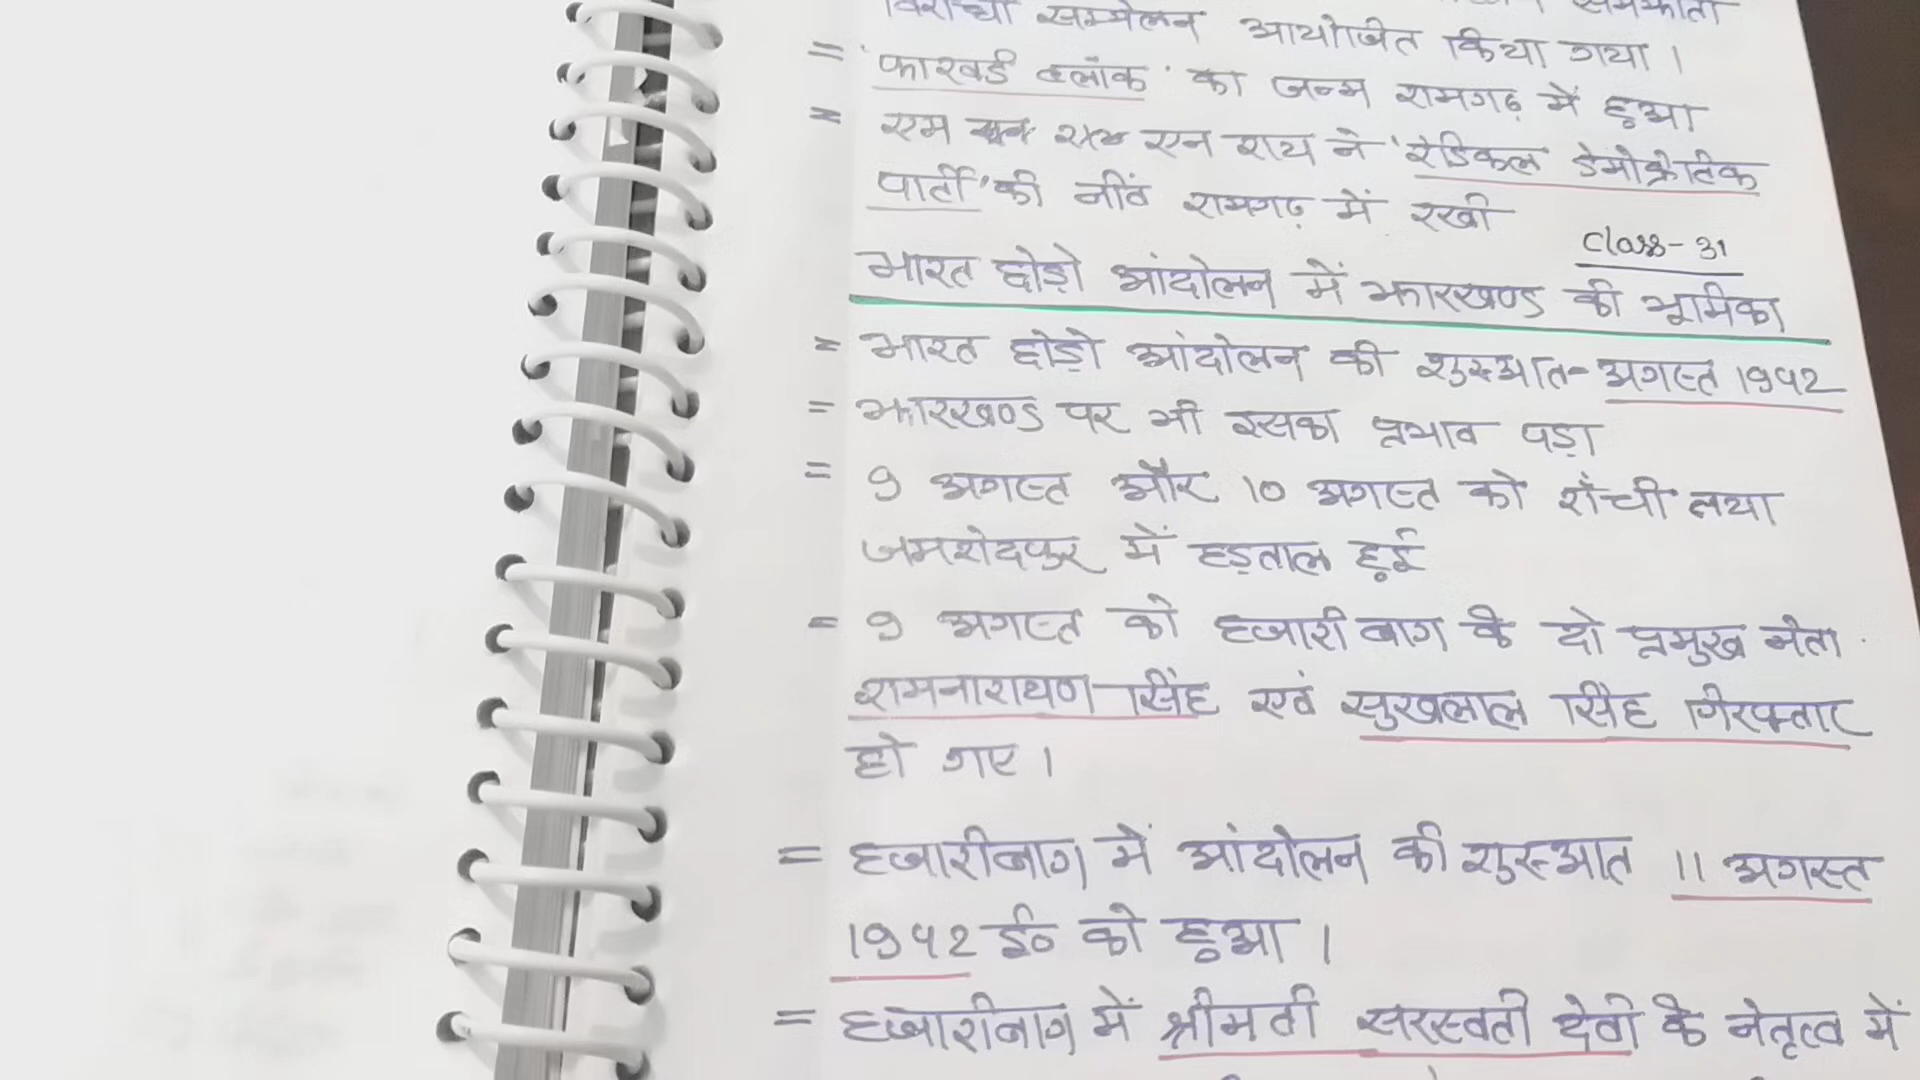 विरोधी सम्मेलन आयोजित किया गया।
= 'फारवर्ड ब्लॉक' का जन्म रामगढ़ में हुआ
= एम एन राय ने 'रेडिकल डेमोक्रेतिक
पार्टी' की नींव रामगढ़ में रखी
Class-31
भारत छोड़ो आंदोलन में झारखण्ड की भूमिका
= भारत छोड़ो आंदोलन की शुरुआत- अगस्त 1942
= झारखण्ड पर भी इसका प्रभाव पड़ा
= 9 अगस्त और 10 अगस्त को राँची तथा
जमशेदपुर में हड़ताल हुई
= 9 अगस्त को हजारीबाग के दो प्रमुख नेता
रामनारायण सिंह एवं सुखलाल सिंह गिरफ्तार
हो गए।
= हजारीबाग में आंदोलन की शुरुआत 11 अगस्त
1942 ई० को हुआ।
= हजारीबाग में श्रीमती सरस्वती देवी के नेतृत्व में